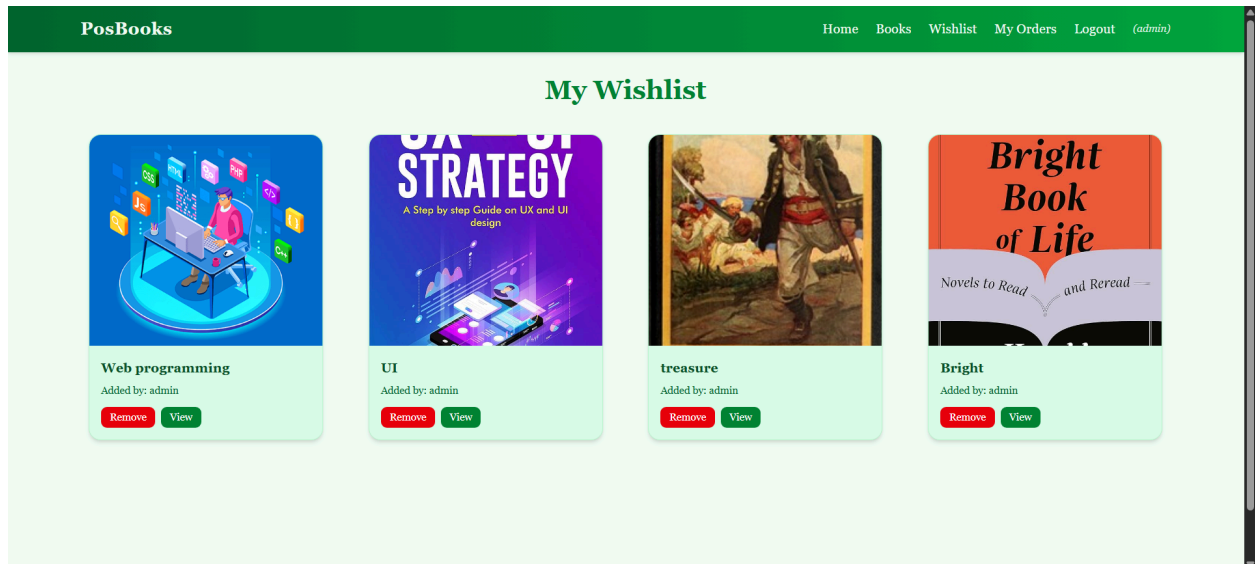 PosBooks
Home Books Wishlist My Orders Logout (admin)
My Wishlist
CSS
HTML
PHP
JS
C++
STRATEGY
A Step by step Guide on UX and UI
design
Bright
Book
of Life
Novels to Read and Reread
Web programming
Added by: admin
Remove View
UI
Added by: admin
Remove View
treasure
Added by: admin
Remove View
Bright
Added by: admin
Remove View